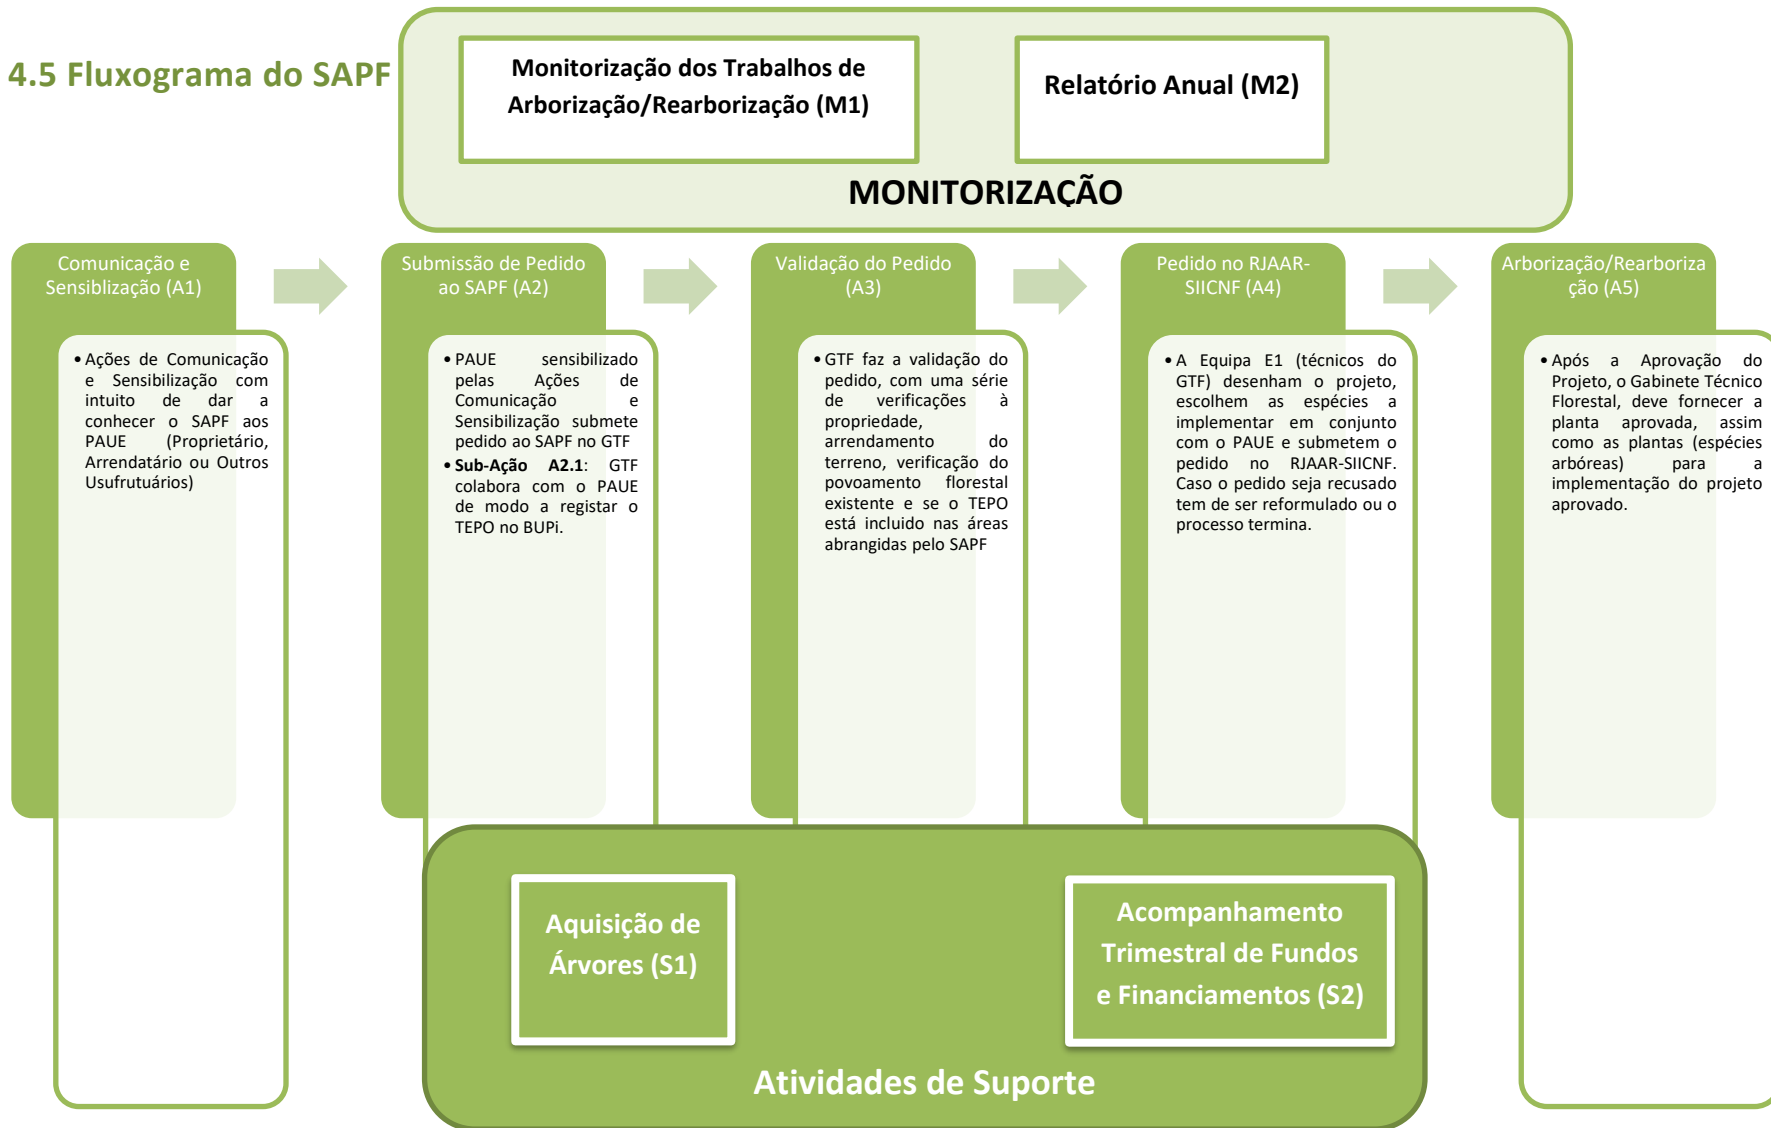 4.5 Fluxograma do SAPF
Monitorização dos Trabalhos de
Arborização/Rearborização (M1)
Relatório Anual (M2)
MONITORIZAÇÃO
Comunicação e
Sensiblização (A1)
• Ações de Comunicação
e Sensibilização com
intuito de dar a
conhecer o SAPF aos
PAUE (Proprietário,
Arrendatário ou Outros
Usufrutuários)
Submissão de Pedido
ao SAPF (A2)
• PAUE sensibilizado
pelas Ações de
Comunicação e
Sensibilização submete
pedido ao SAPF no GTF
• Sub-Ação A2.1: GTF
colabora com o PAUE
de modo a registar o
TEPO no BUPi.
Validação do Pedido
(A3)
• GTF faz a validação do
pedido, com uma série
de verificações à
propriedade,
arrendamento do
terreno, verificação do
povoamento florestal
existente e se o TEPO
está incluido nas áreas
abrangidas pelo SAPF
Pedido no RJAAR-
SIICNF (A4)
• A Equipa E1 (técnicos do
GTF) desenham o projeto,
escolhem as espécies a
implementar em conjunto
com o PAUE e submetem o
pedido no RJAAR-SIICNF.
Caso o pedido seja recusado
tem de ser reformulado ou o
processo termina.
Arborização/Rearboriza
ção (A5)
• Após a Aprovação do
Projeto, o Gabinete Técnico
Florestal, deve fornecer a
planta aprovada, assim
como as plantas (espécies
arbóreas) para a
implementação do projeto
aprovado.
Aquisição de
Árvores (S1)
Acompanhamento
Trimestral de Fundos
e Financiamentos (S2)
Atividades de Suporte